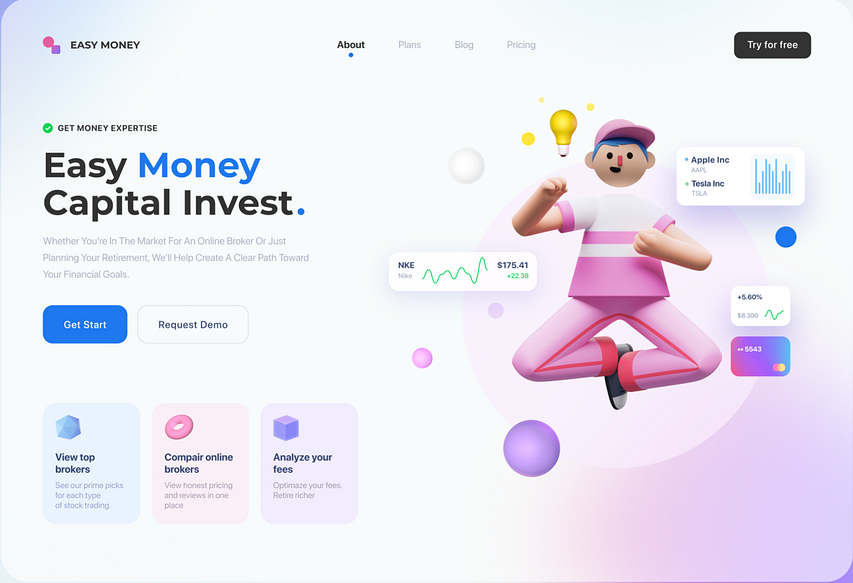 EASY MONEY
About
Plans
Blog
Pricing
Try for free
GET MONEY EXPERTISE
Easy Money
Capital Invest.
Whether You're In The Market For An Online Broker Or Just
Planning Your Retirement, We'll Help Create A Clear Path Toward
Your Financial Goals.
Get Start
Request Demo
Apple Inc
AAPL
Tesla Inc
TSLA
NKE
Nike
$175.41
+22.38
+5.60%
$8.300
•• 5543
View top
brokers
See our prime picks
for each type
of stock trading.
Compair online
brokers
View honest pricing
and reviews in one
place
Analyze your
fees
Optimaze your fees.
Retire richer